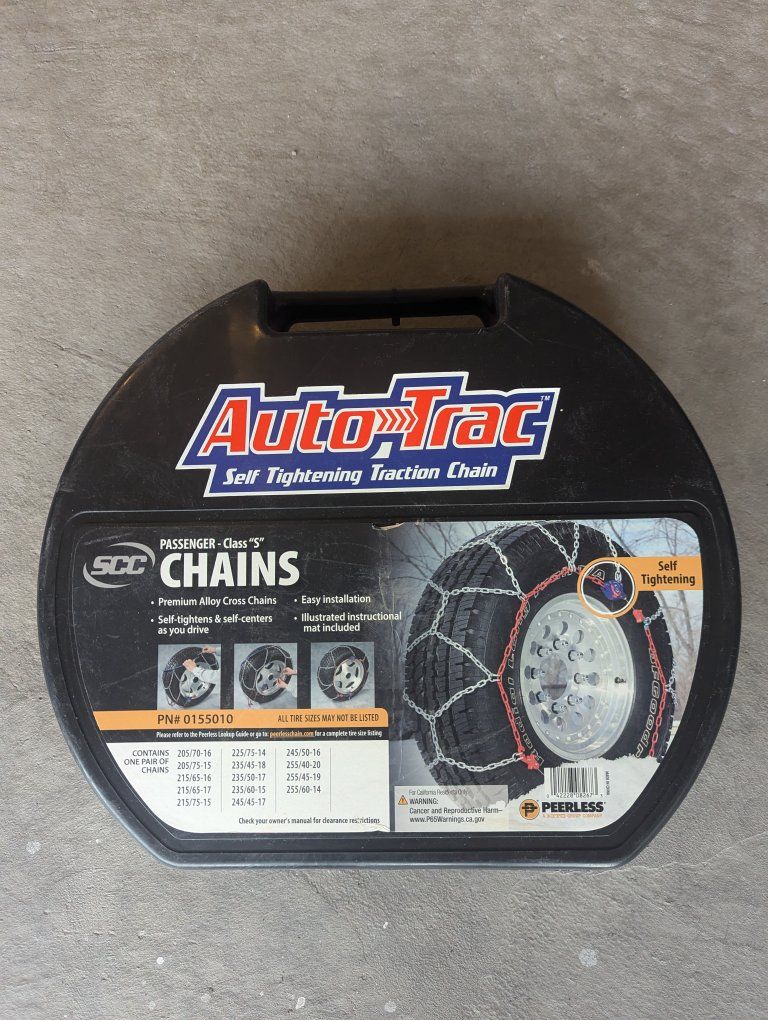 Auto Trac™
Self Tightening Traction Chain
SCC
PASSENGER - Class "S"
CHAINS
• Premium Alloy Cross Chains
• Self-tightens & self-centers
as you drive
• Easy installation
• Illustrated instructional
mat included
Self
Tightening
PN# 0155010
ALL TIRE SIZES MAY NOT BE LISTED
Please refer to the Peerless Lookup Guide or go to: peerlesschain.com for a complete tire size listing
CONTAINS
ONE PAIR OF
CHAINS
205/70-16 225/75-14 245/50-16
205/75-15 235/45-18 255/40-20
215/65-16 235/50-17 255/45-19
215/65-17 235/60-15 255/60-14
215/75-15 245/45-17
Check your owner's manual for clearance restrictions
For California Residents Only
WARNING:
Cancer and Reproductive Harm–
www.P65Warnings.ca.gov
PEERLESS